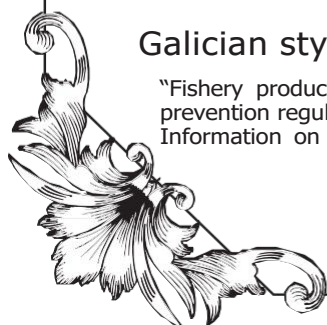 Galician sty
“Fishery produc
prevention regul
Information on